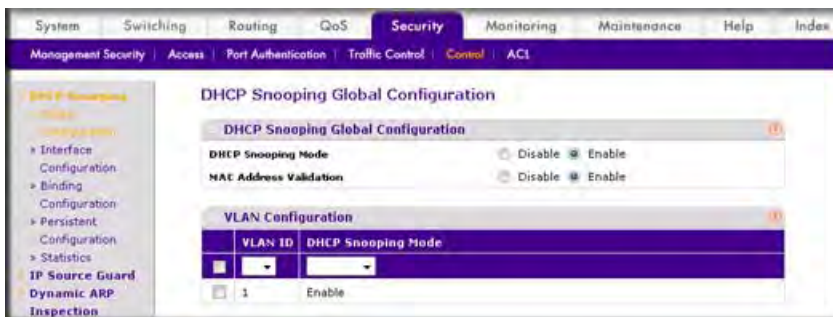 System Switching Routing QoS Security Monitoring Maintenance Help Index
Management Security Access Port Authentication Traffic Control Control ACL
DHCP Snooping
Configuration
» Interface
Configuration
» Binding
Configuration
» Persistent
Configuration
» Statistics
IP Source Guard
Dynamic ARP
Inspection
DHCP Snooping Global Configuration
DHCP Snooping Global Configuration
DHCP Snooping Mode Disable Enable
MAC Address Validation Disable Enable
VLAN Configuration
VLAN ID DHCP Snooping Mode
1 Enable